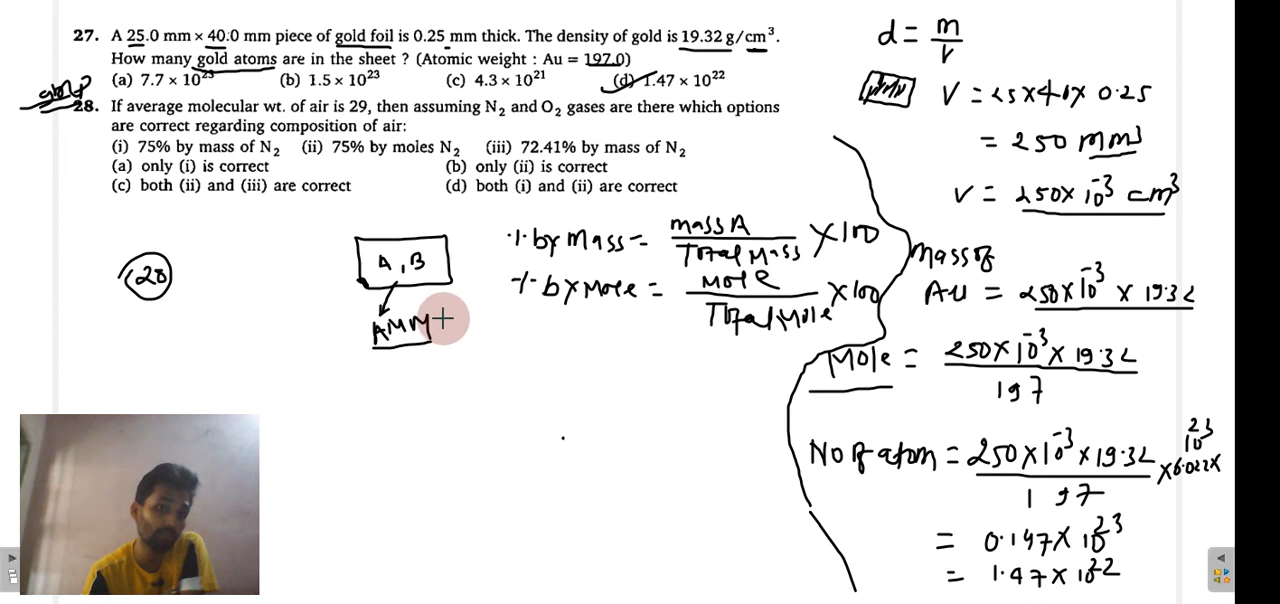 27. A 25.0 mm × 40.0 mm piece of gold foil is 0.25 mm thick. The density of gold is 19.32 g/cm³.
How many gold atoms are in the sheet ? (Atomic weight : Au = 197.0)
(a) 7.7 × 10²³ (b) 1.5 × 10²³ (c) 4.3 × 10²¹ (d) 1.47 × 10²²
28. If average molecular wt. of air is 29, then assuming N₂ and O₂ gases are there which options
are correct regarding composition of air:
(i) 75% by mass of N₂ (ii) 75% by moles N₂ (iii) 72.41% by mass of N₂
(a) only (i) is correct (b) only (ii) is correct
(c) both (ii) and (iii) are correct (d) both (i) and (ii) are correct
28
A, B
AMM
% by Mass = mass A / Total Mass × 100
% by Mole = Mole / Total Mole × 100
d = m/v
V = 25 × 40 × 0.25
= 250 mm³
V = 250 × 10⁻³ cm³
Mass of
Au = 250 × 10⁻³ × 19.32
Mole = 250 × 10⁻³ × 19.32 / 197
No of atom = 250 × 10⁻³ × 19.32 / 197 × 6.022 × 10²³
= 0.147 × 10²³
= 1.47 × 10²²